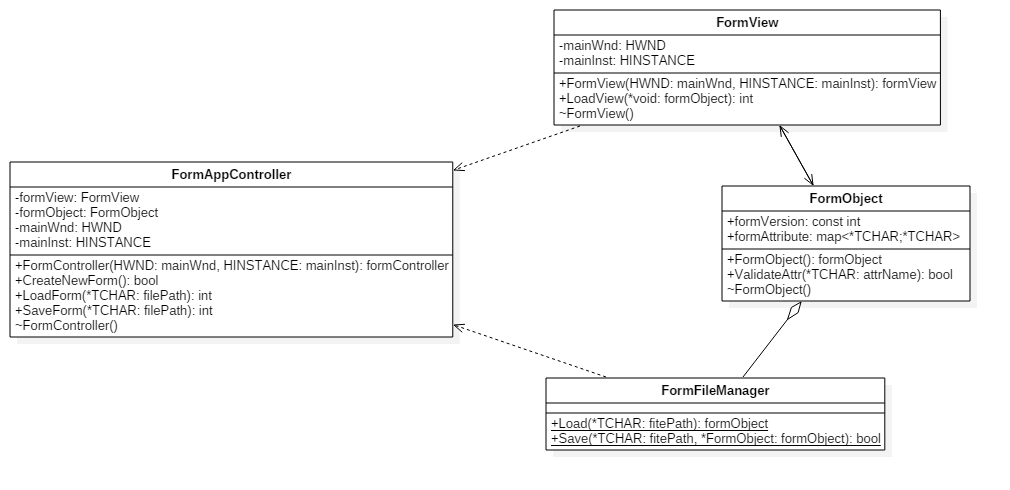 FormView
-mainWnd: HWND
-mainInst: HINSTANCE
+FormView(HWND: mainWnd, HINSTANCE: mainInst): formView
+LoadView(*void: formObject): int
~FormView()
FormAppController
-formView: FormView
-formObject: FormObject
-mainWnd: HWND
-mainInst: HINSTANCE
+FormController(HWND: mainWnd, HINSTANCE: mainInst): formController
+CreateNewForm(): bool
+LoadForm(*TCHAR: filePath): int
+SaveForm(*TCHAR: filePath): int
~FormController()
FormObject
+formVersion: const int
+formAttribute: map<*TCHAR;*TCHAR>
+FormObject(): formObject
+ValidateAttr(*TCHAR: attrName): bool
~FormObject()
FormFileManager
+Load(*TCHAR: fitePath): formObject
+Save(*TCHAR: fitePath, *FormObject: formObject): bool